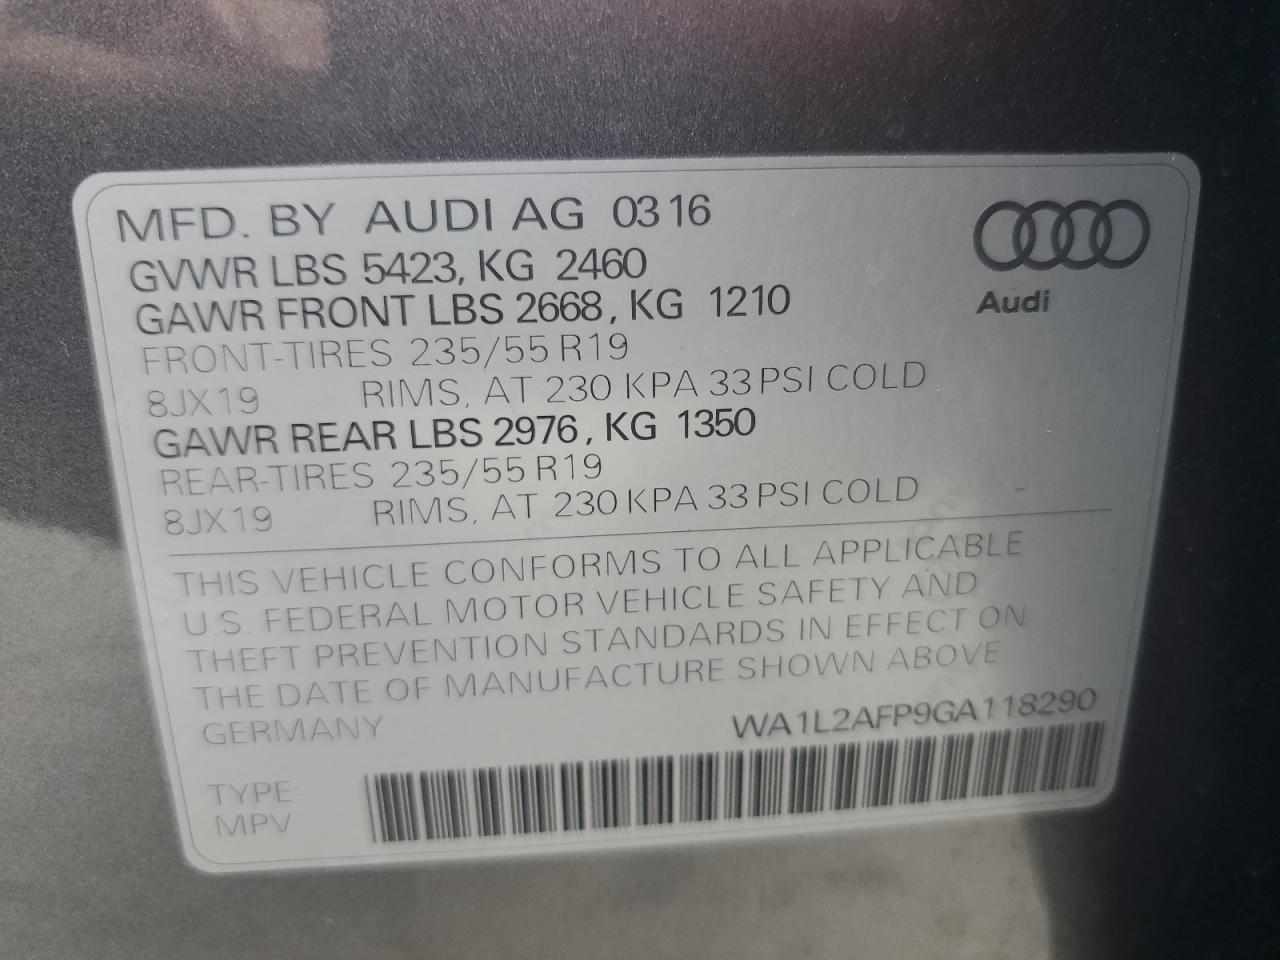 MFD. BY AUDI AG 0316
GVWR LBS 5423, KG 2460
GAWR FRONT LBS 2668, KG 1210
FRONT-TIRES 235/55 R19
8JX19 RIMS, AT 230 KPA 33 PSI COLD
GAWR REAR LBS 2976, KG 1350
REAR-TIRES 235/55 R19
8JX19 RIMS, AT 230 KPA 33 PSI COLD
Audi
THIS VEHICLE CONFORMS TO ALL APPLICABLE
U.S. FEDERAL MOTOR VEHICLE SAFETY AND
THEFT PREVENTION STANDARDS IN EFFECT ON
THE DATE OF MANUFACTURE SHOWN ABOVE.
GERMANY WA1L2AFP9GA118290
TYPE:
MPV